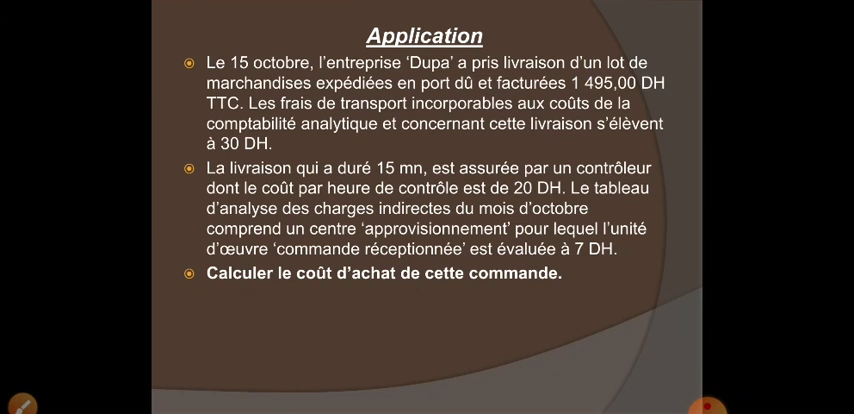 Application
Le 15 octobre, l'entreprise 'Dupa' a pris livraison d'un lot de
marchandises expédiées en port dû et facturées 1 495,00 DH
TTC. Les frais de transport incorporables aux coûts de la
comptabilité analytique et concernant cette livraison s'élèvent
à 30 DH.
La livraison qui a duré 15 mn, est assurée par un contrôleur
dont le coût par heure de contrôle est de 20 DH. Le tableau
d'analyse des charges indirectes du mois d'octobre
comprend un centre 'approvisionnement' pour lequel l'unité
d'œuvre 'commande réceptionnée' est évaluée à 7 DH.
Calculer le coût d'achat de cette commande.